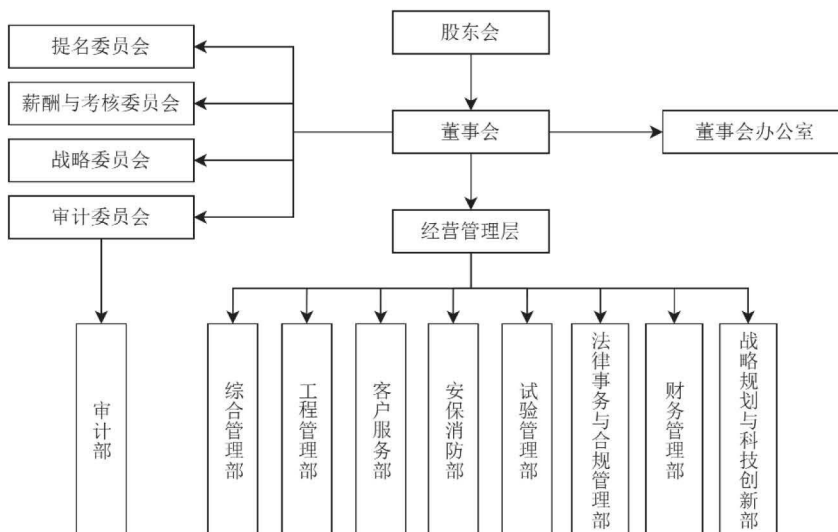 股东会
提名委员会
薪酬与考核委员会
董事会
董事会办公室
战略委员会
审计委员会
经营管理层
审计部
综合管理部
工程管理部
客户服务部
安保消防部
试验管理部
法律事务与合规管理部
财务管理部
战略规划与科技创新部